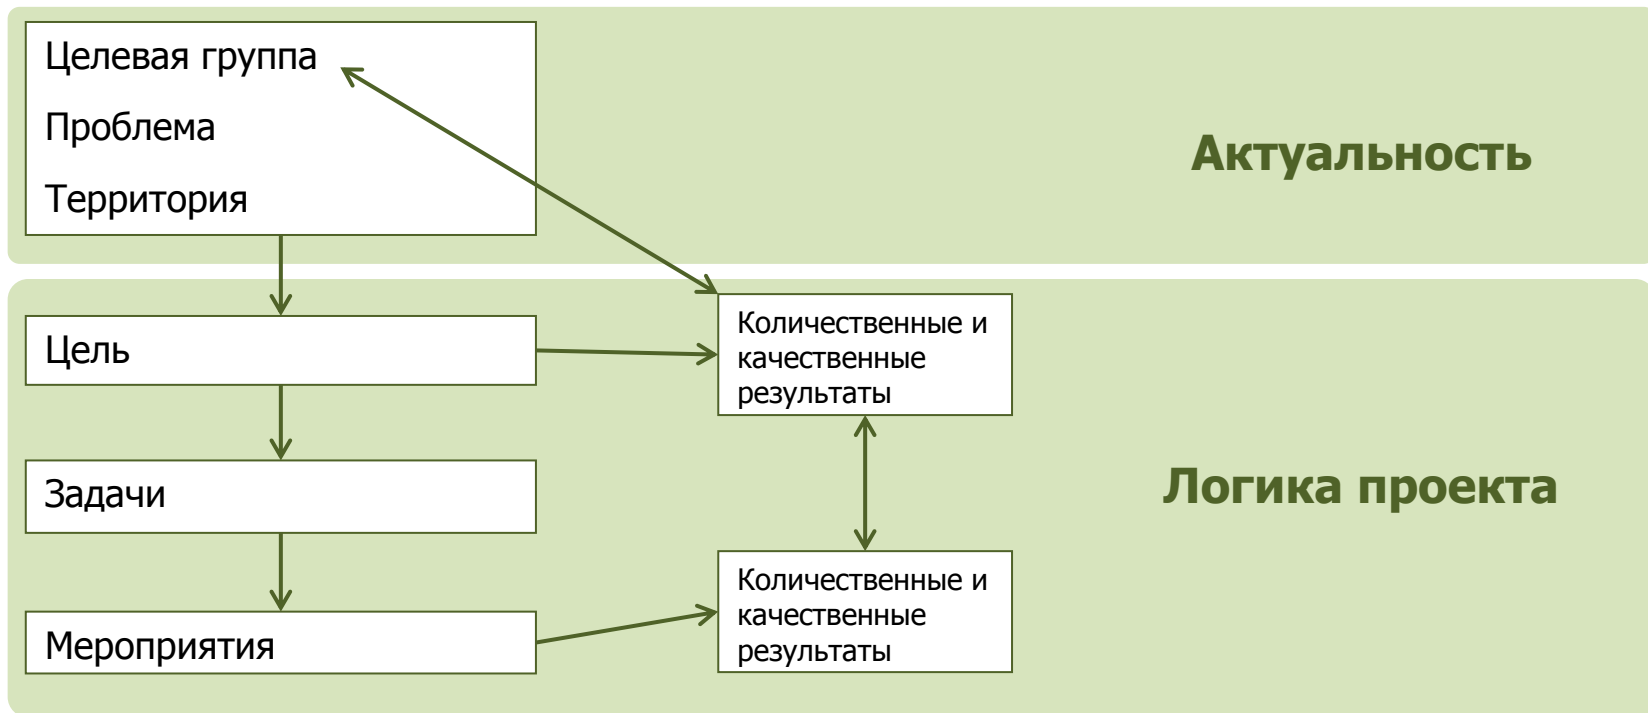 Целевая группа
Проблема
Территория
Актуальность
Цель
Количественные и
качественные
результаты
Задачи
Логика проекта
Мероприятия
Количественные и
качественные
результаты